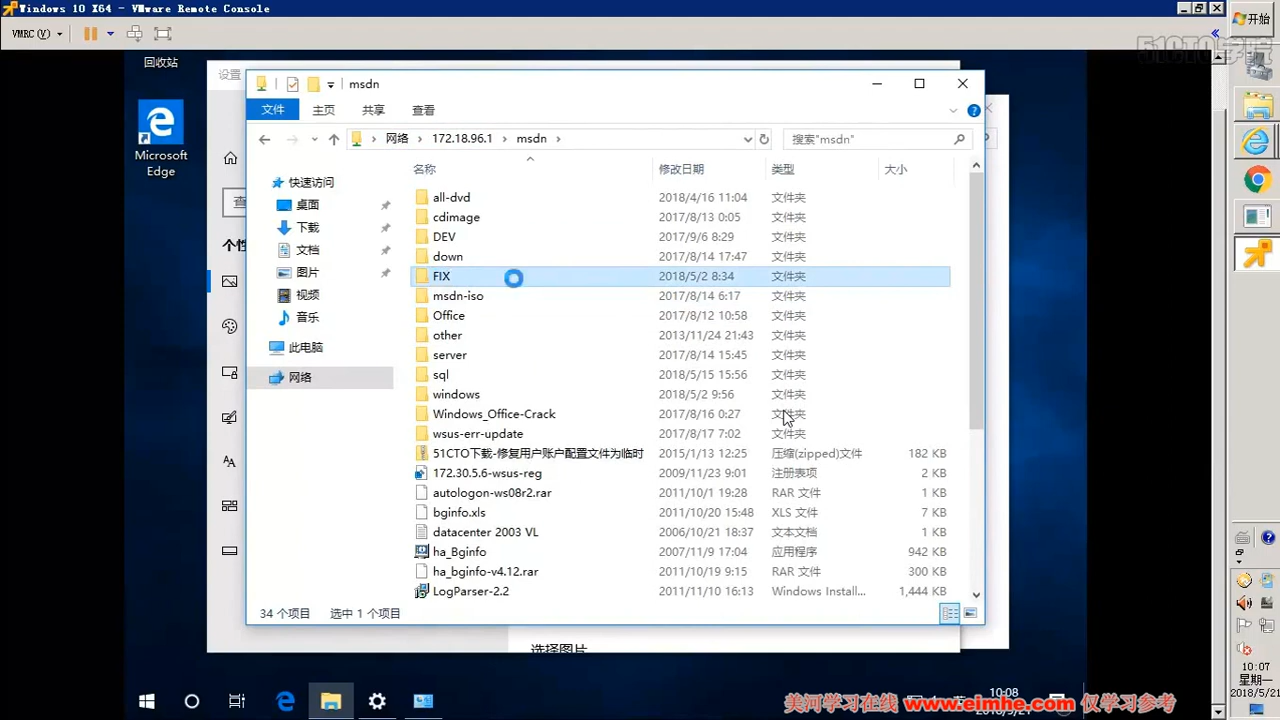 Windows 10 X64 - VMware Remote Console
VMRC(V)
开始
51CTO学院
回收站
设置
msdn
文件
主页
共享
查看
网络
172.18.96.1
msdn
搜索"msdn"
Microsoft
Edge
名称
修改日期
类型
大小
快速访问
桌面
下载
文档
图片
视频
音乐
此电脑
网络
查
个性
all-dvd 2018/4/16 11:04 文件夹
cdimage 2017/8/13 0:05 文件夹
DEV 2017/9/6 8:29 文件夹
down 2017/8/14 17:47 文件夹
FIX 2018/5/2 8:34 文件夹
msdn-iso 2017/8/14 6:17 文件夹
Office 2017/8/12 10:58 文件夹
other 2013/11/24 21:43 文件夹
server 2017/8/14 15:45 文件夹
sql 2018/5/15 15:56 文件夹
windows 2018/5/2 9:56 文件夹
Windows_Office-Crack 2017/8/16 0:27 文件夹
wsus-err-update 2017/8/17 7:02 文件夹
51CTO下载-修复用户账户配置文件为临时 2015/1/13 12:25 压缩(zipped)文件 182 KB
172.30.5.6-wsus-reg 2009/11/23 9:01 注册表项 2 KB
autologon-ws08r2.rar 2011/10/1 19:28 RAR 文件 1 KB
bginfo.xls 2011/10/20 15:48 XLS 文件 7 KB
datacenter 2003 VL 2006/10/21 18:37 文本文档 1 KB
ha_Bginfo 2007/11/9 17:04 应用程序 942 KB
ha_bginfo-v4.12.rar 2011/10/19 9:15 RAR 文件 300 KB
LogParser-2.2 2011/11/10 16:13 Windows Install... 1,444 KB
34 个项目
选中 1 个项目
选择图片
10:08
美河学习在线 www.eimhe.com 仅学习参考
10:07
星期一
2018/5/21